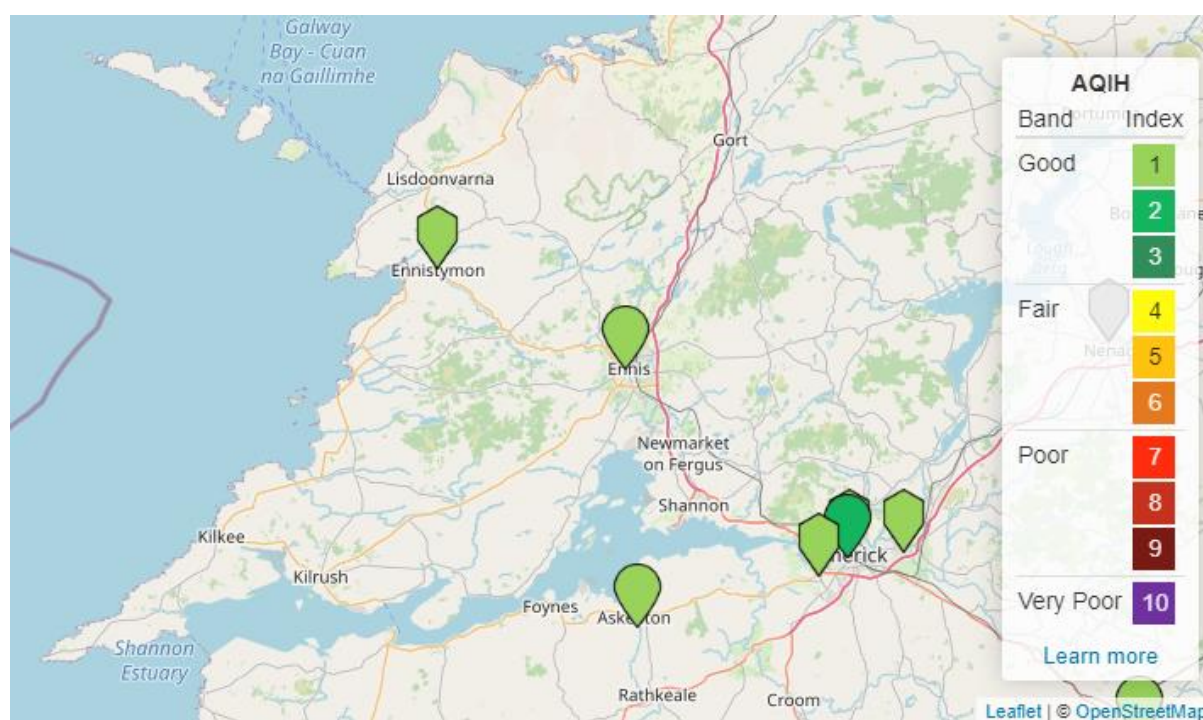 Galway
Bay - Cuan
na Gaillimhe
Gort
Lisdoonvarna
Ennistymon
Ennis
Newmarket
on Fergus
Shannon
Kilkee
Kilrush
Foynes
Shannon
Estuary
Rathkeale
Croom
AQIH
Band Index
Good 1
2
3
Fair 4
5
6
Poor 7
8
9
Very Poor 10
Learn more
Leaflet | © OpenStreetMap